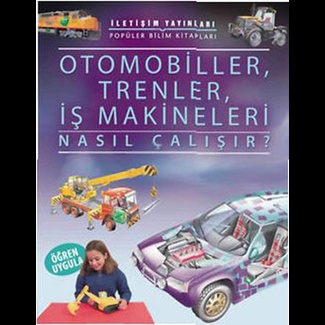 İLETİŞİM YAYINLARI
POPÜLER BİLİM KİTAPLARI
OTOMOBİLLER,
TRENLER,
İŞ MAKİNELERİ
NASIL ÇALIŞIR?
ÖĞREN
UYGULA